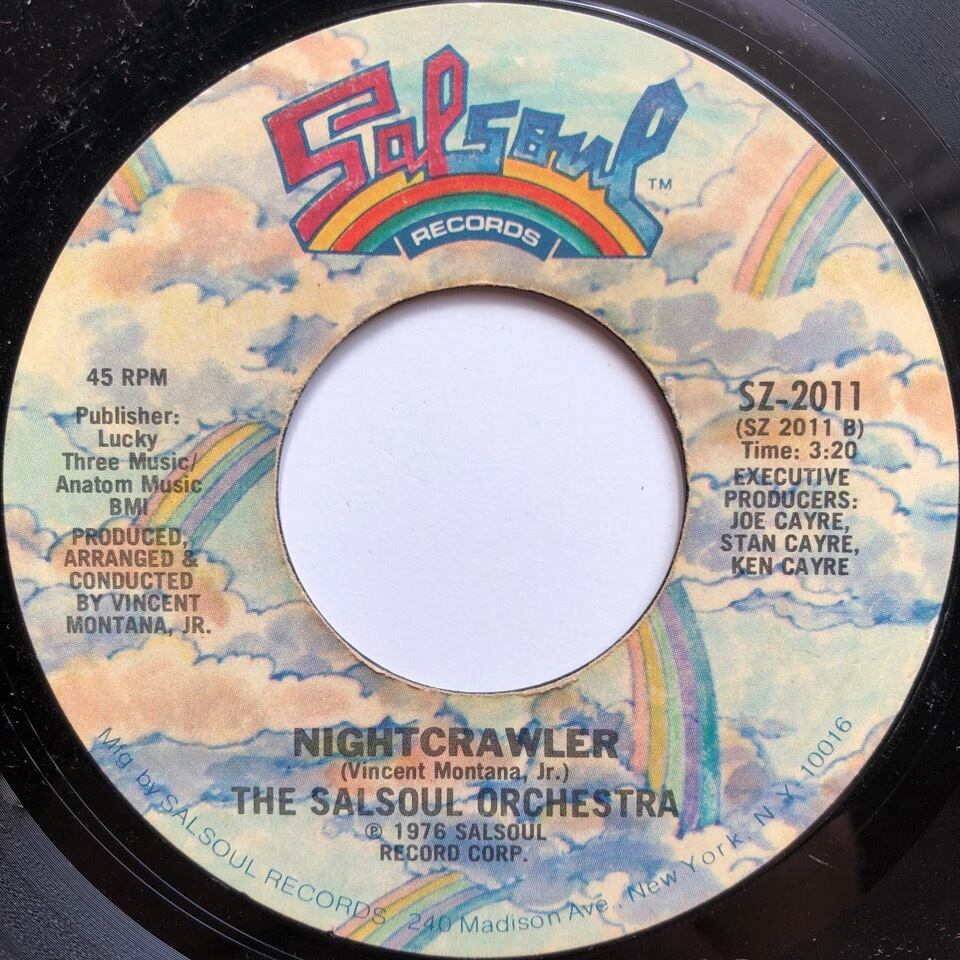 Salsoul
TM
RECORDS
45 RPM
Publisher:
Lucky
Three Music/
Anatom Music
BMI
PRODUCED,
ARRANGED &
CONDUCTED
BY VINCENT
MONTANA, JR.
SZ-2011
(SZ 2011 B)
Time: 3:20
EXECUTIVE
PRODUCERS:
JOE CAYRE,
STAN CAYRE,
KEN CAYRE
NIGHTCRAWLER
(Vincent Montana, Jr.)
THE SALSOUL ORCHESTRA
℗ 1976 SALSOUL
RECORD CORP.
Mfg. by SALSOUL RECORDS 240 Madison Ave., New York, N.Y. 10016